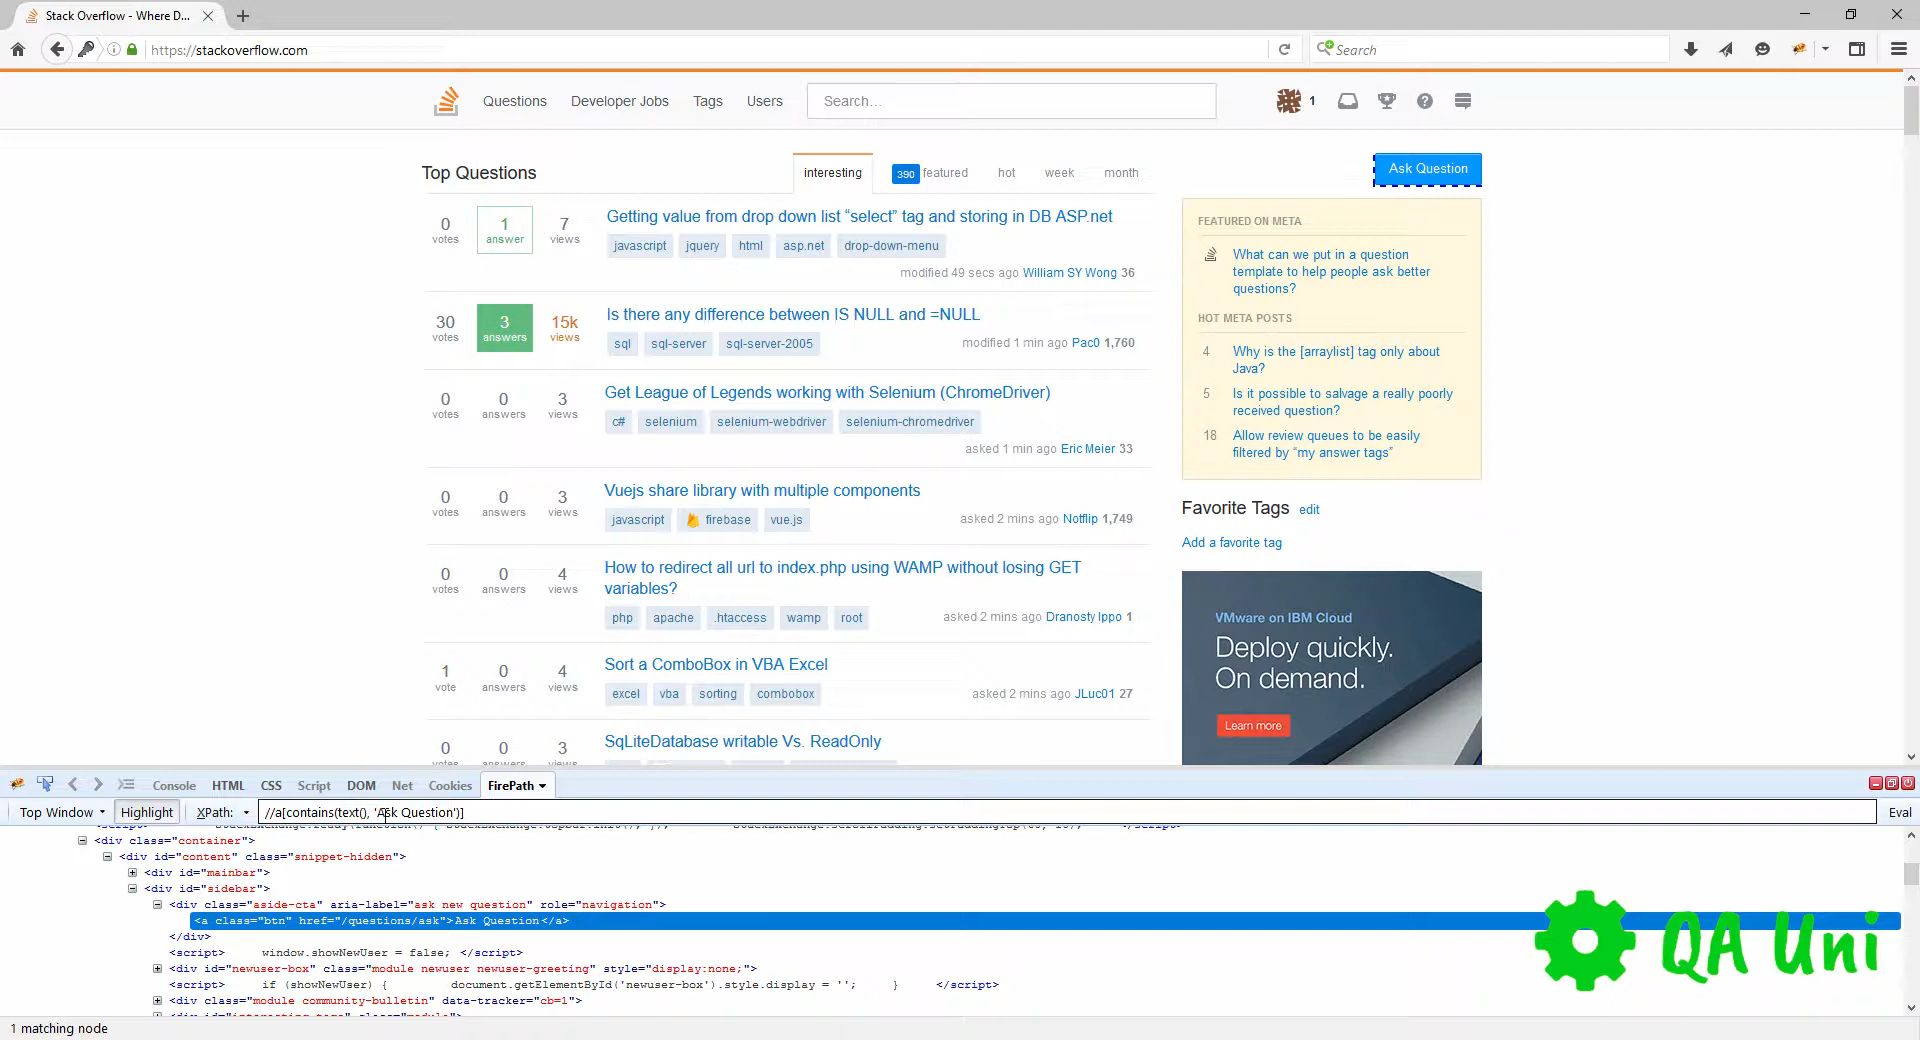 Stack Overflow - Where D...
https://stackoverflow.com
Search
Questions Developer Jobs Tags Users Search... 1
Top Questions interesting 390 featured hot week month Ask Question
0 votes 1 answer 7 views
Getting value from drop down list “select” tag and storing in DB ASP.net
javascript jquery html asp.net drop-down-menu
modified 49 secs ago William SY Wong 36
30 votes 3 answers 15k views
Is there any difference between IS NULL and =NULL
sql sql-server sql-server-2005
modified 1 min ago Pac0 1,760
0 votes 0 answers 3 views
Get League of Legends working with Selenium (ChromeDriver)
c# selenium selenium-webdriver selenium-chromedriver
asked 1 min ago Eric Meier 33
0 votes 0 answers 3 views
Vuejs share library with multiple components
javascript firebase vue.js
asked 2 mins ago Notflip 1,749
0 votes 0 answers 4 views
How to redirect all url to index.php using WAMP without losing GET
variables?
php apache .htaccess wamp root
asked 2 mins ago Dranosty Ippo 1
1 vote 0 answers 4 views
Sort a ComboBox in VBA Excel
excel vba sorting combobox
asked 2 mins ago JLuc01 27
0 votes 0 answers 3 views
SqLiteDatabase writable Vs. ReadOnly
FEATURED ON META
What can we put in a question
template to help people ask better
questions?
HOT META POSTS
4 Why is the [arraylist] tag only about
Java?
5 Is it possible to salvage a really poorly
received question?
18 Allow review queues to be easily
filtered by “my answer tags”
Favorite Tags edit
Add a favorite tag
VMware on IBM Cloud
Deploy quickly.
On demand.
Learn more
Console HTML CSS Script DOM Net Cookies FirePath
Top Window Highlight XPath: //a[contains(text(), 'Ask Question')] Eval
<div class="container">
<div id="content" class="snippet-hidden">
<div id="mainbar">
<div id="sidebar">
<div class="aside-cta" aria-label="ask new question" role="navigation">
<a class="btn" href="/questions/ask">Ask Question</a>
</div>
<script> window.showNewUser = false; </script>
<div id="newuser-box" class="module newuser newuser-greeting" style="display:none;">
<script> if (showNewUser) { document.getElementById('newuser-box').style.display = ''; } </script>
<div class="module community-bulletin" data-tracker="cb=1">
QA Uni
1 matching node